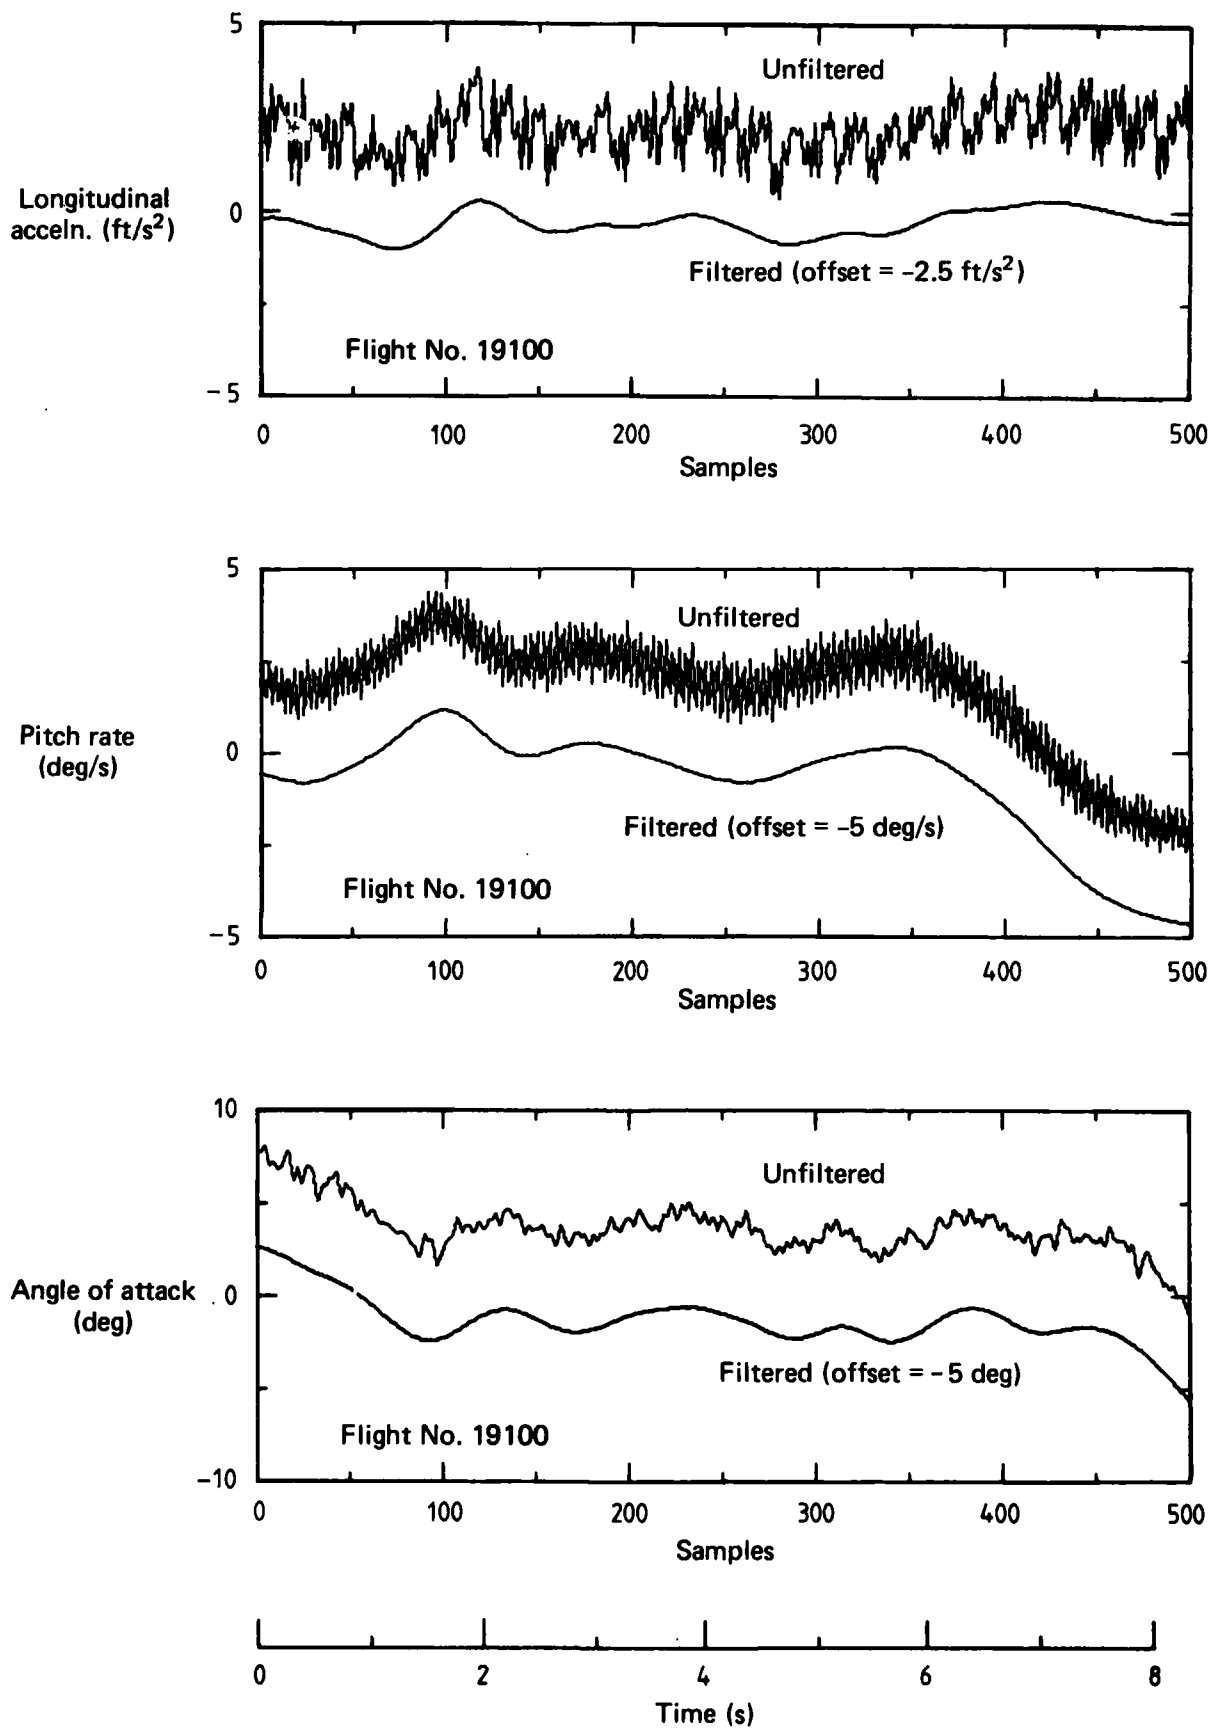 5
Unfiltered
Longitudinal
acceln. (ft/s²)
0
Filtered (offset = -2.5 ft/s²)
Flight No. 19100
-5
0 100 200 300 400 500
Samples
5
Unfiltered
Pitch rate
(deg/s)
0
Filtered (offset = -5 deg/s)
Flight No. 19100
-5
0 100 200 300 400 500
Samples
10
Unfiltered
Angle of attack
(deg)
0
Filtered (offset = -5 deg)
Flight No. 19100
-10
0 100 200 300 400 500
Samples
0 2 4 6 8
Time (s)